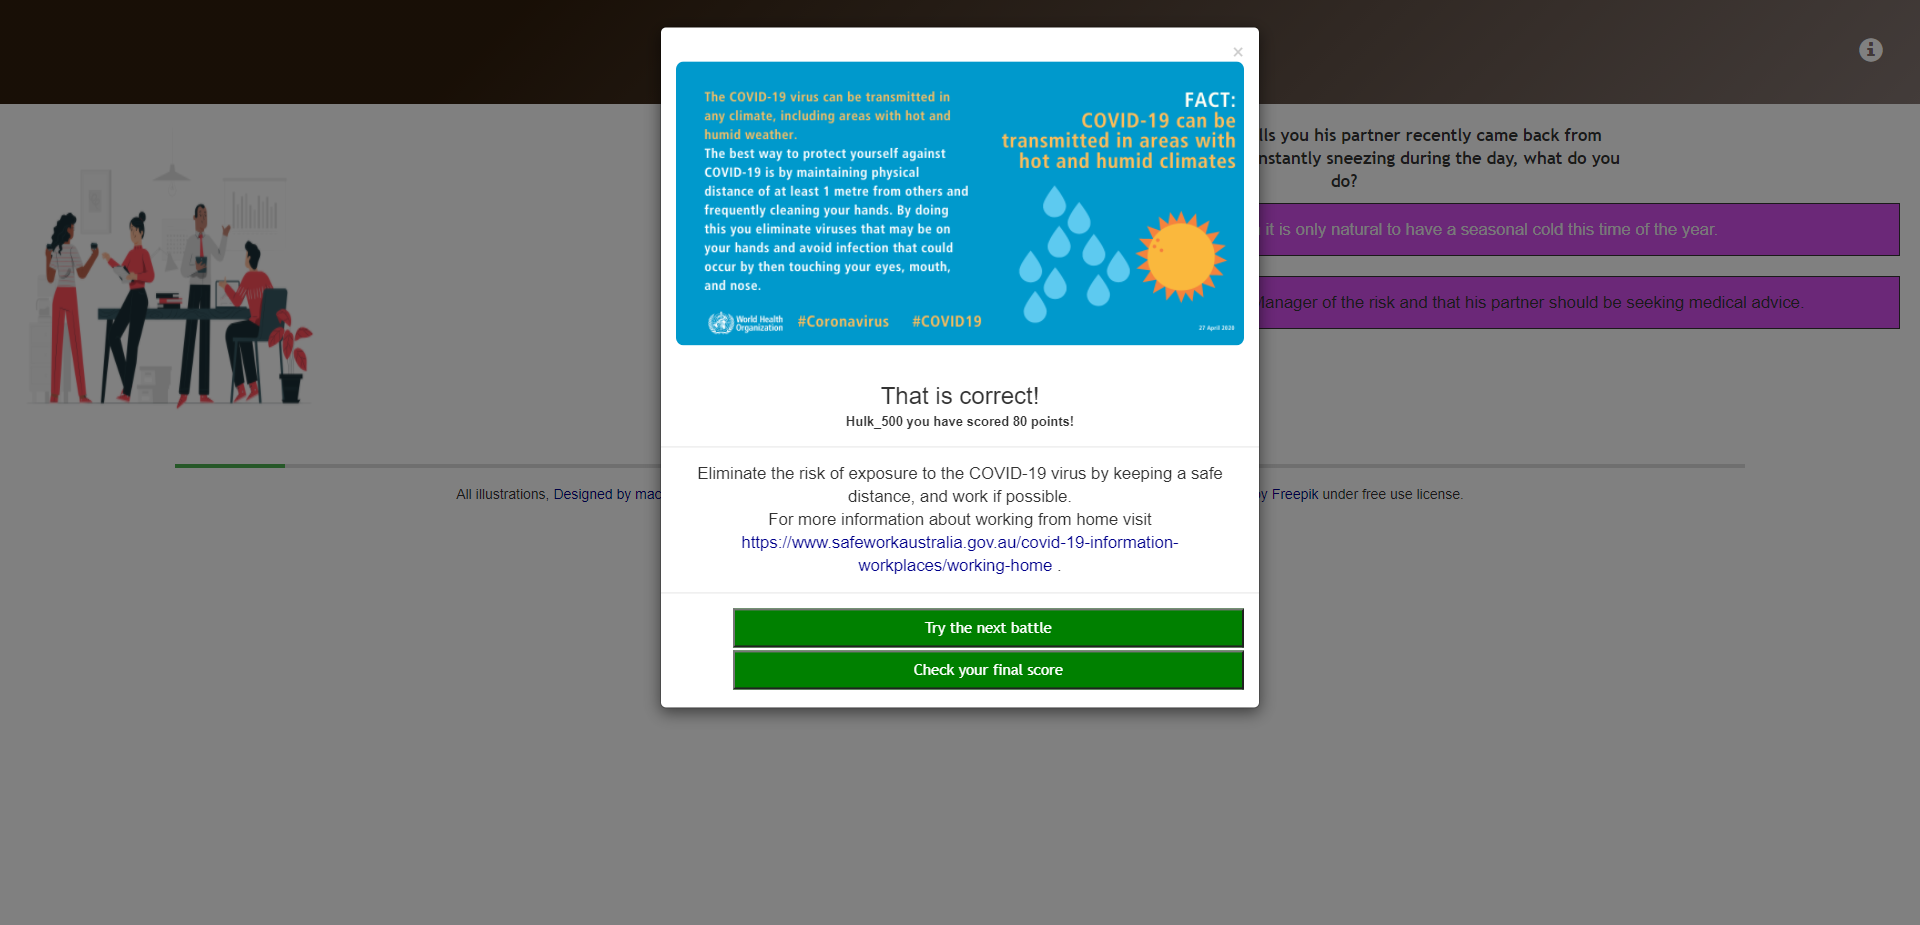 ×
The COVID-19 virus can be transmitted in
any climate, including areas with hot and
humid weather.
The best way to protect yourself against
COVID-19 is by maintaining physical
distance of at least 1 metre from others and
frequently cleaning your hands. By doing
this you eliminate viruses that may be on
your hands and avoid infection that could
occur by then touching your eyes, mouth,
and nose.
World Health
Organization
#Coronavirus #COVID19
FACT:
COVID-19 can be
transmitted in areas with
hot and humid climates
27 April 2020
That is correct!
Hulk_500 you have scored 80 points!
Eliminate the risk of exposure to the COVID-19 virus by keeping a safe
distance, and work if possible.
For more information about working from home visit
https://www.safeworkaustralia.gov.au/covid-19-information-
workplaces/working-home .
Try the next battle
Check your final score
you his partner recently came back from
sneezing during the day, what do you
do?
it is only natural to have a seasonal cold this time of the year.
of the risk and that his partner should be seeking medical advice.
All illustrations, Designed by
Freepik under free use license.